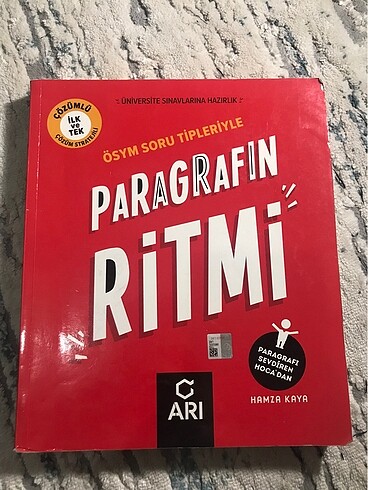 ÜNİVERSİTE SINAVLARINA HAZIRLIK
ÇÖZÜMLÜ
İLK ve
TEK
ÇÖZÜM STRATEJİLİ
ÖSYM SORU TİPLERİYLE
PARAGRAFIN
RİTMİ
PARAGRAFI
SEVDİREN
HOCA'DAN
HAMZA KAYA
ARI